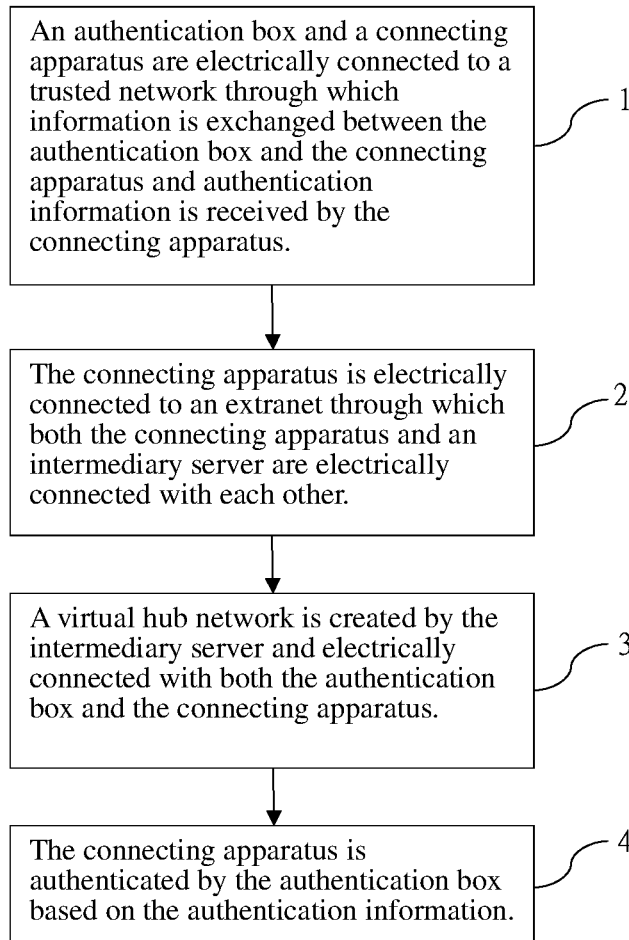 An authentication box and a connecting
apparatus are electrically connected to a
trusted network through which
information is exchanged between the
authentication box and the connecting
apparatus and authentication
information is received by the
connecting apparatus.
1
The connecting apparatus is electrically
connected to an extranet through which
both the connecting apparatus and an
intermediary server are electrically
connected with each other.
2
A virtual hub network is created by the
intermediary server and electrically
connected with both the authentication
box and the connecting apparatus.
3
The connecting apparatus is
authenticated by the authentication box
based on the authentication information.
4